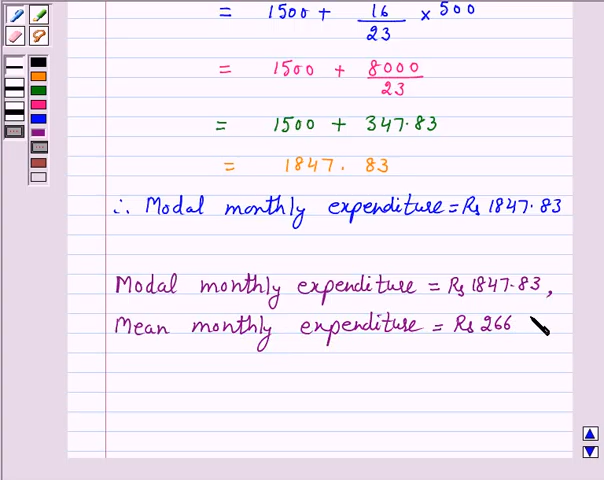 = 1500 + 16/23 × 500
= 1500 + 8000/23
= 1500 + 347.83
= 1847.83
∴ Modal monthly expenditure = Rs 1847.83
Modal monthly expenditure = Rs 1847.83,
Mean monthly expenditure = Rs 266